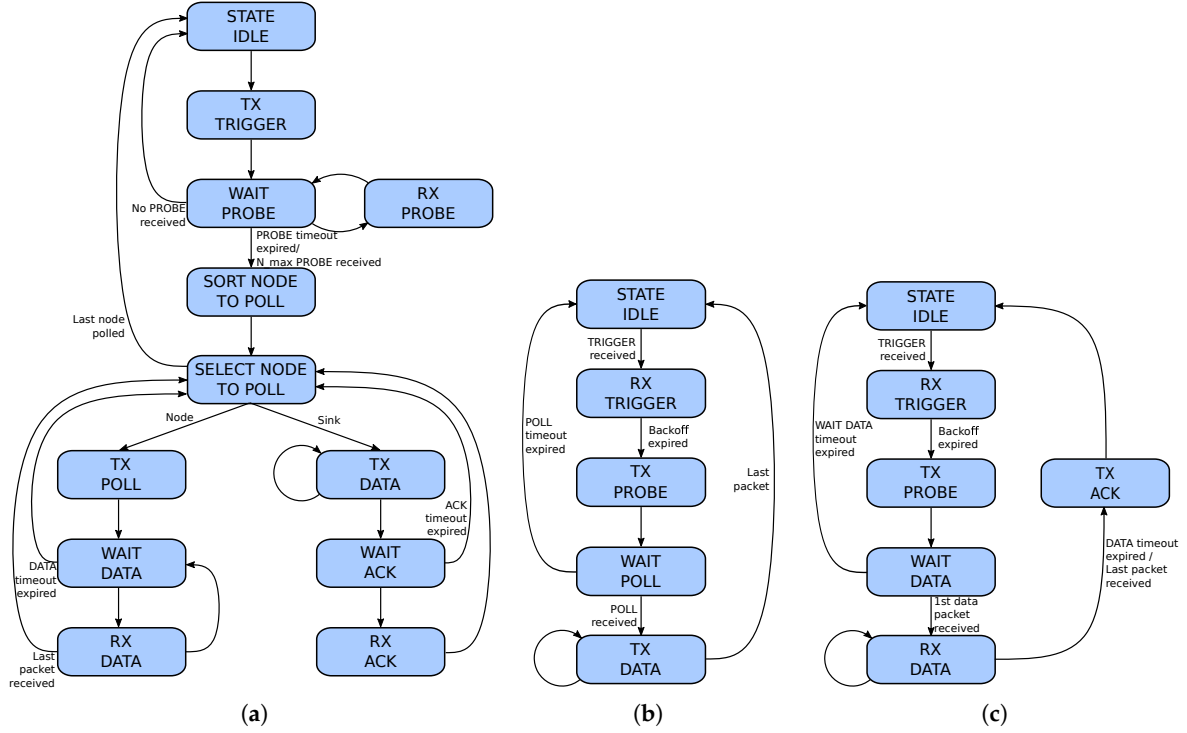 STATE
IDLE
TX
TRIGGER
WAIT
PROBE
RX
PROBE
No PROBE
received
PROBE timeout
expired/
N_max PROBE received
SORT NODE
TO POLL
Last node
polled
SELECT NODE
TO POLL
Node
Sink
TX
POLL
TX
DATA
ACK
timeout
expired
WAIT
DATA
WAIT
ACK
DATA
timeout
expired
RX
DATA
RX
ACK
Last
packet
received
(a)
STATE
IDLE
TRIGGER
received
RX
TRIGGER
POLL
timeout
expired
Backoff
expired
TX
PROBE
Last
packet
WAIT
POLL
POLL
received
TX
DATA
(b)
STATE
IDLE
TRIGGER
received
RX
TRIGGER
WAIT DATA
timeout
expired
Backoff
expired
TX
PROBE
TX
ACK
WAIT
DATA
DATA timeout
expired /
Last packet
received
1st data
packet
received
RX
DATA
(c)